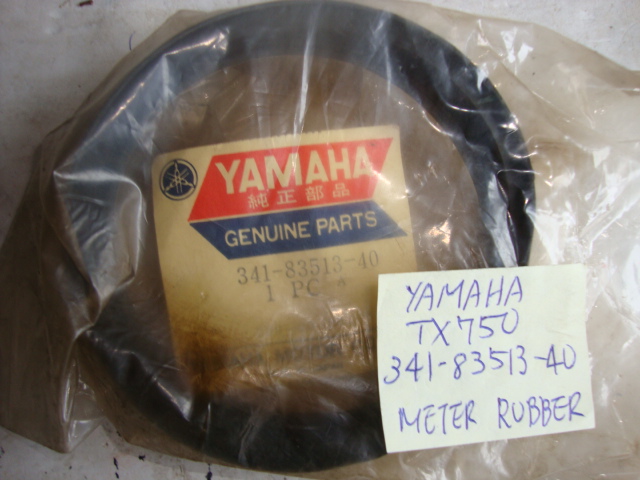 YAMAHA
純正部品
GENUINE PARTS
341-83513-40
1 PC *
YAMAHA
TX750
341-83513-40
METER RUBBER